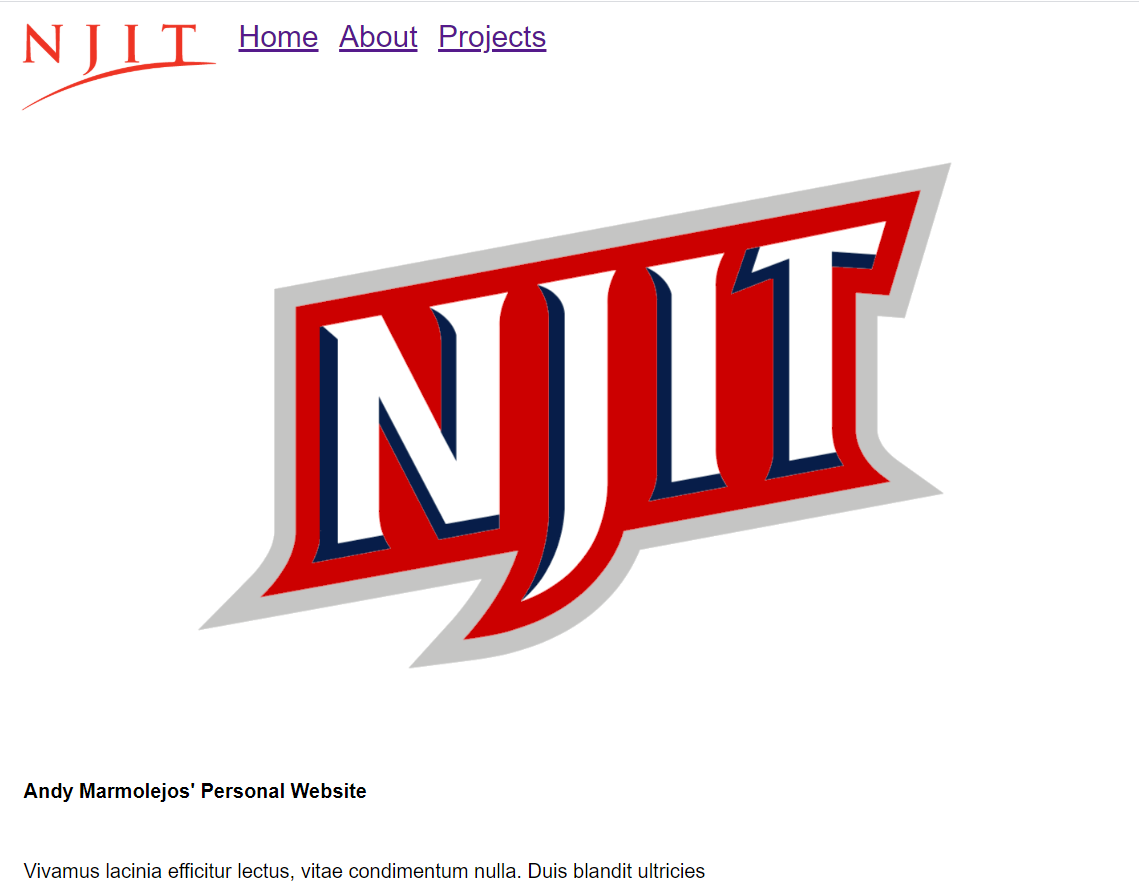 NJIT
Home About Projects
NJIT
Andy Marmolejos' Personal Website
Vivamus lacinia efficitur lectus, vitae condimentum nulla. Duis blandit ultricies